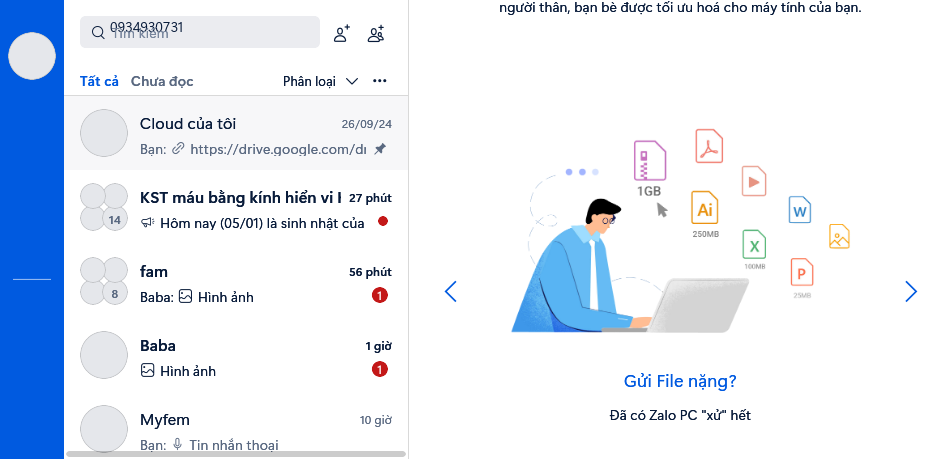 người thân, bạn bè được tối ưu hoá cho máy tính của bạn.
0934930731
Tìm kiếm
Tất cả Chưa đọc Phân loại
Cloud của tôi 26/09/24
Bạn: https://drive.google.com/dr
KST máu bằng kính hiển vi 27 phút
14 Hôm nay (05/01) là sinh nhật của
fam 56 phút
8 Baba: Hình ảnh 1
Baba 1 giờ
Hình ảnh 1
Myfem 10 giờ
Bạn: Tin nhắn thoại
1GB
Ai
250MB
W
X
100MB
P
25MB
Gửi File nặng?
Đã có Zalo PC "xử" hết